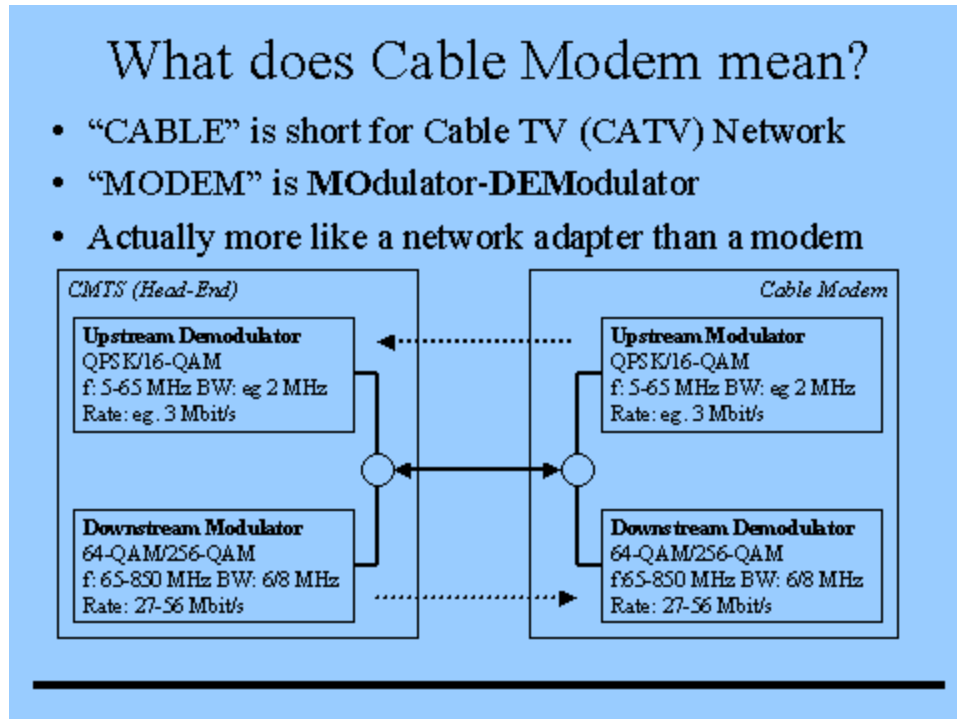 What does Cable Modem mean?
• “CABLE” is short for Cable TV (CATV) Network
• “MODEM” is MOdulator-DEModulator
• Actually more like a network adapter than a modem
CMTS (Head-End)
Upstream Demodulator
QPSK/16-QAM
f: 5-65 MHz BW: eg 2 MHz
Rate: eg. 3 Mbit/s
Downstream Modulator
64-QAM/256-QAM
f: 65-850 MHz BW: 6/8 MHz
Rate: 27-56 Mbit/s
Cable Modem
Upstream Modulator
QPSK/16-QAM
f: 5-65 MHz BW: eg 2 MHz
Rate: eg. 3 Mbit/s
Downstream Demodulator
64-QAM/256-QAM
f:65-850 MHz BW: 6/8 MHz
Rate: 27-56 Mbit/s